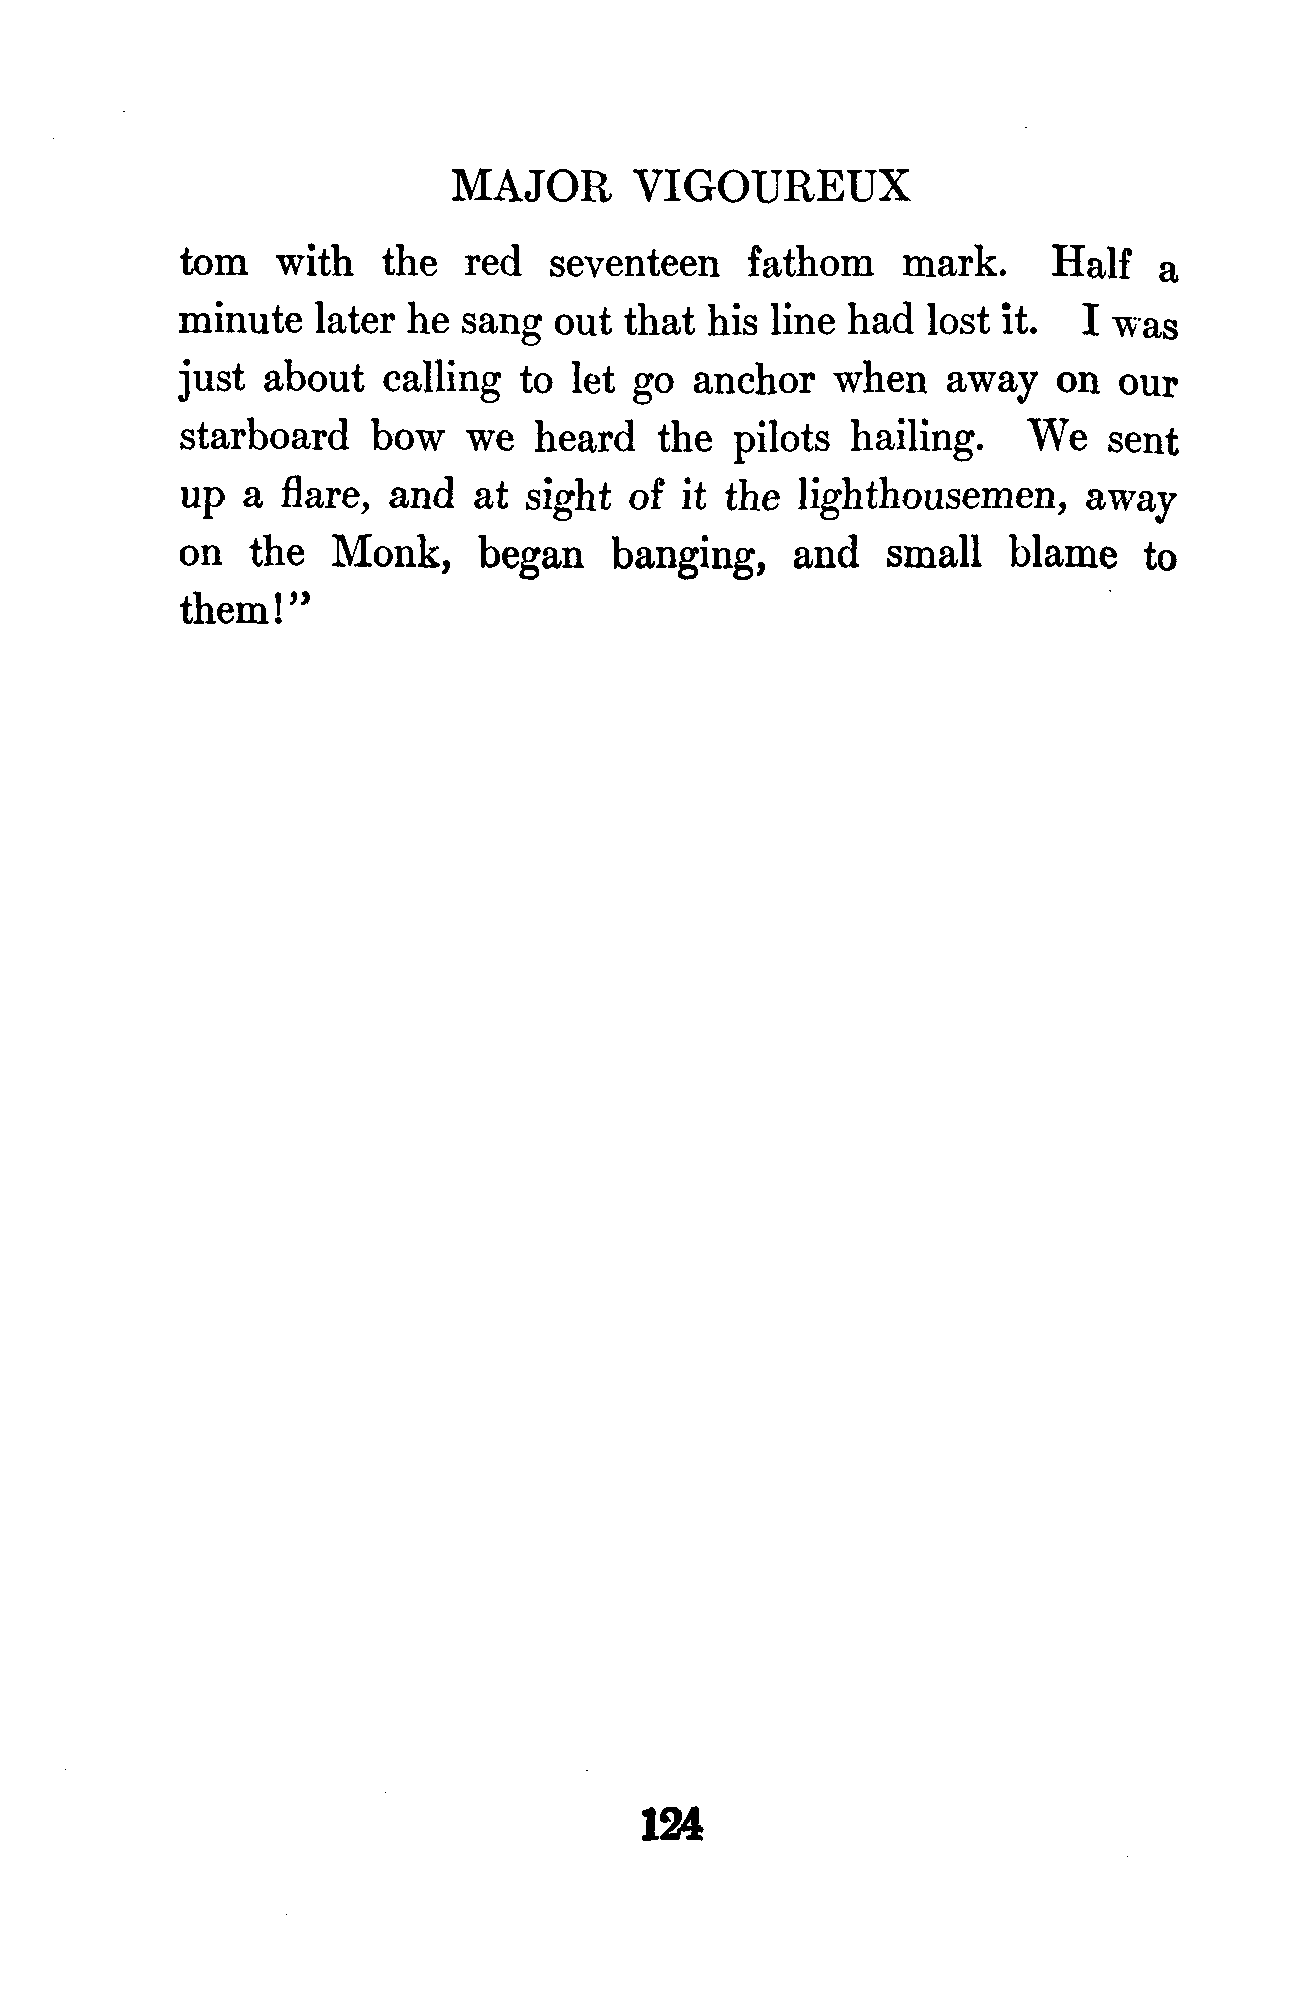 MAJOR VIGOUREUX
tom with the red seventeen fathom mark. Half a
minute later he sang out that his line had lost it. I was
just about calling to let go anchor when away on our
starboard bow we heard the pilots hailing. We sent
up a flare, and at sight of it the lighthousemen, away
on the Monk, began banging, and small blame to
them!”
124